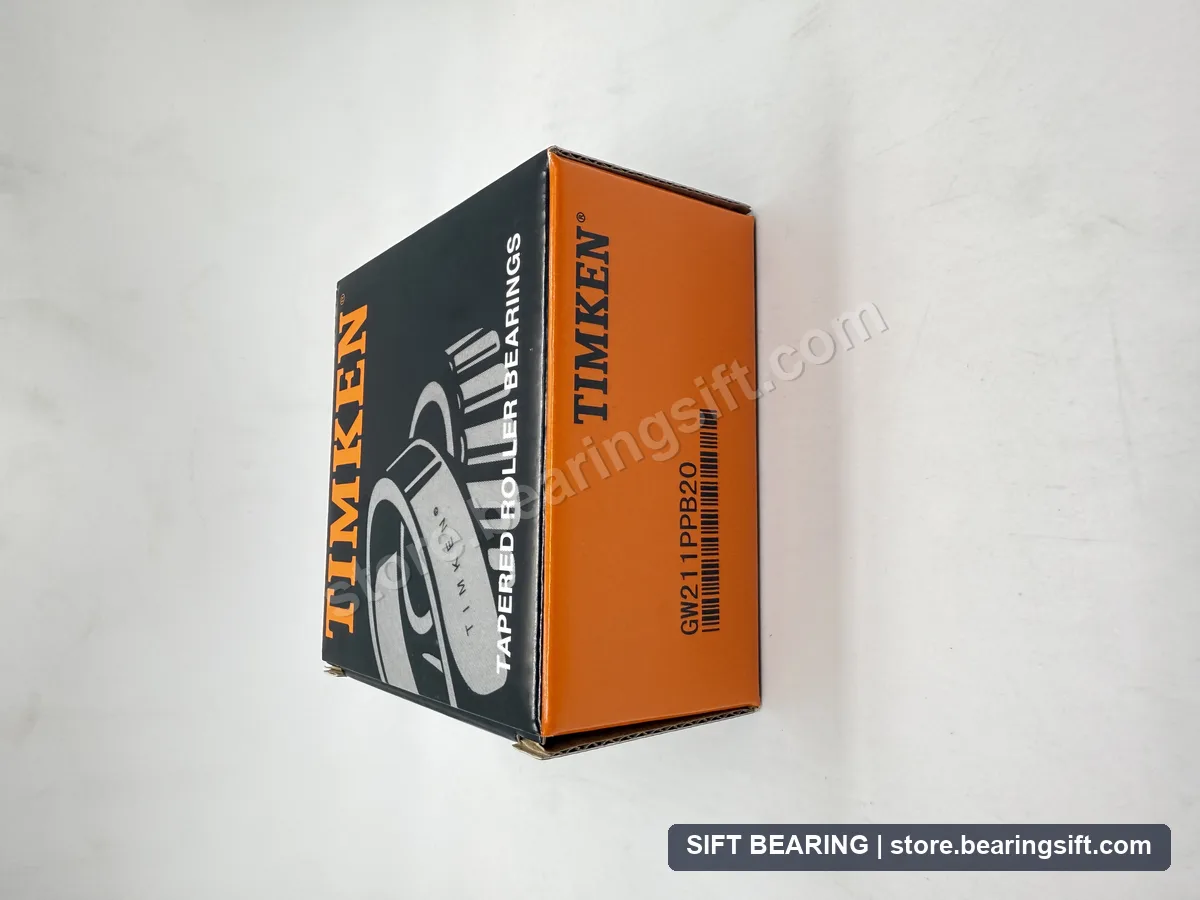 TIMKEN®
TIMKEN®
TAPERED ROLLER BEARINGS
TIMKEN®
GW211PPB20
store.bearingsift.com
SIFT BEARING | store.bearingsift.com